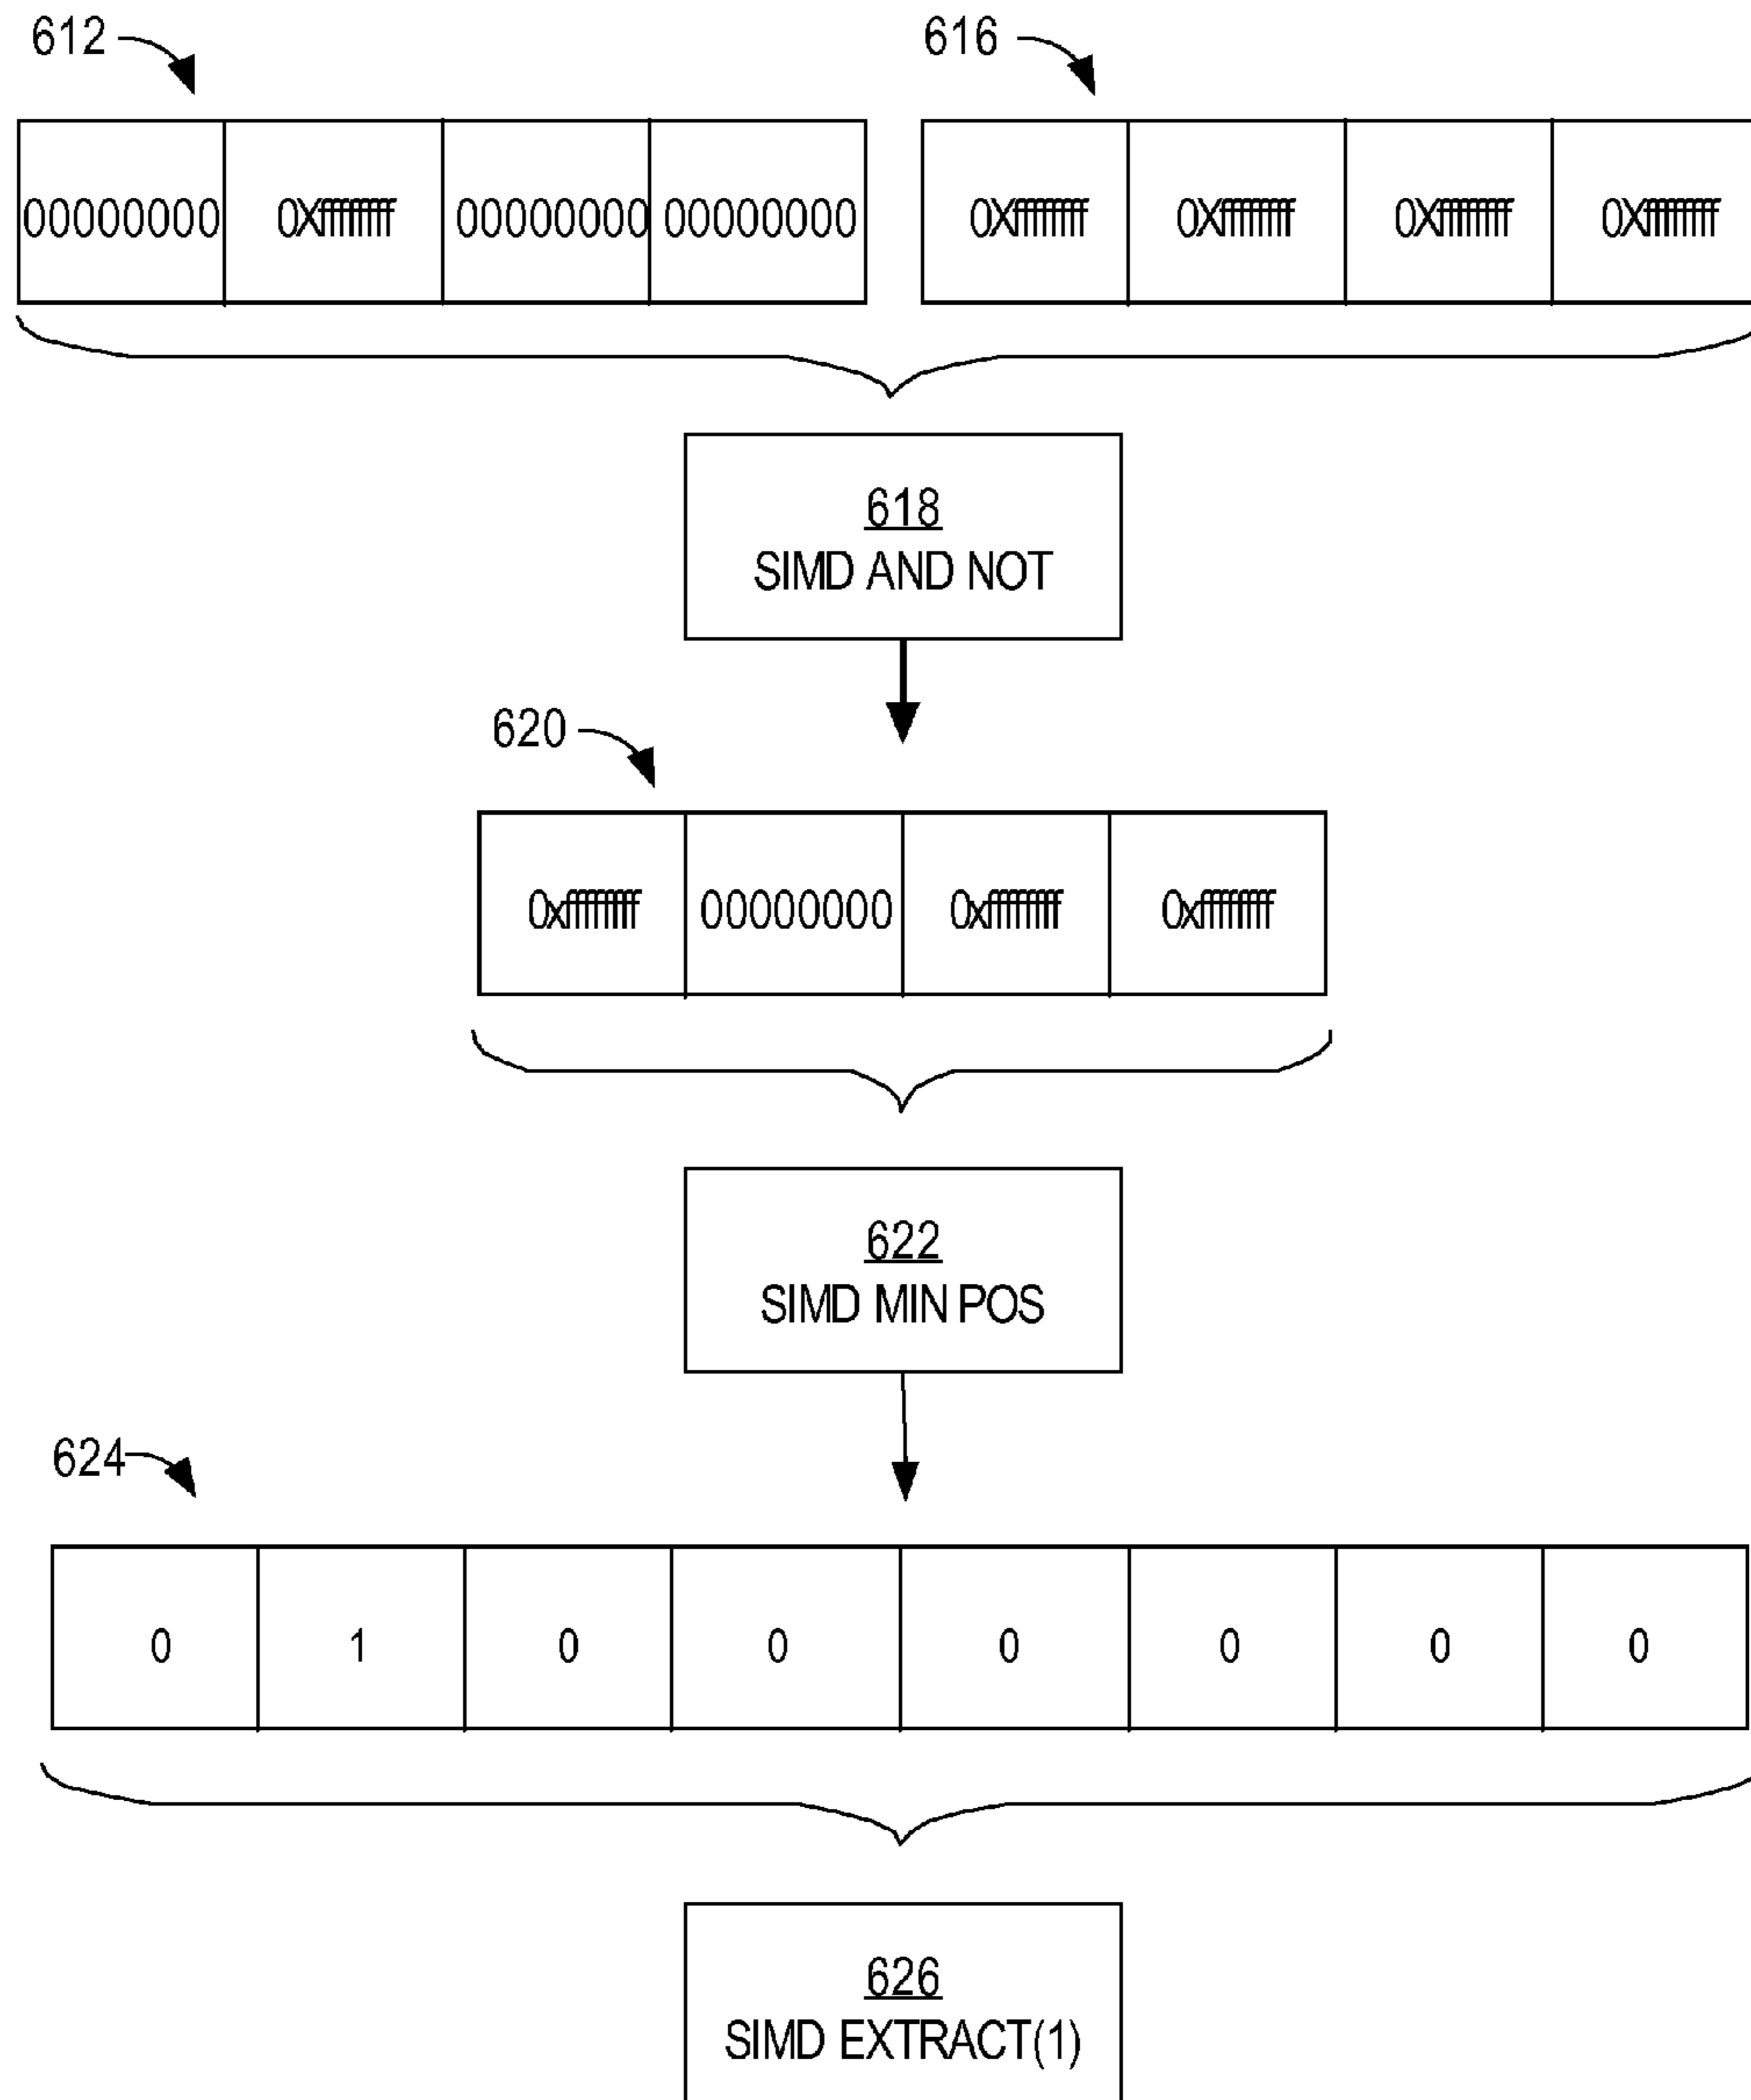 612
616
00000000 0Xffffffff 00000000 00000000
0Xffffffff 0Xffffffff 0Xffffffff 0Xffffffff
618
SIMD AND NOT
620
0xffffffff 00000000 0xffffffff 0xffffffff
622
SIMD MIN POS
624
0 1 0 0 0 0 0 0
626
SIMD EXTRACT(1)